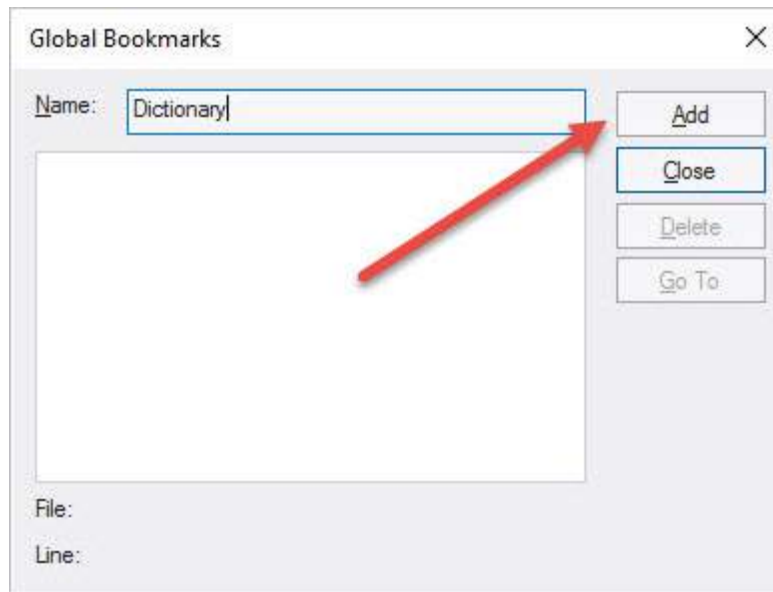 Global Bookmarks
Name: Dictionary
Add
Close
Delete
Go To
File:
Line: